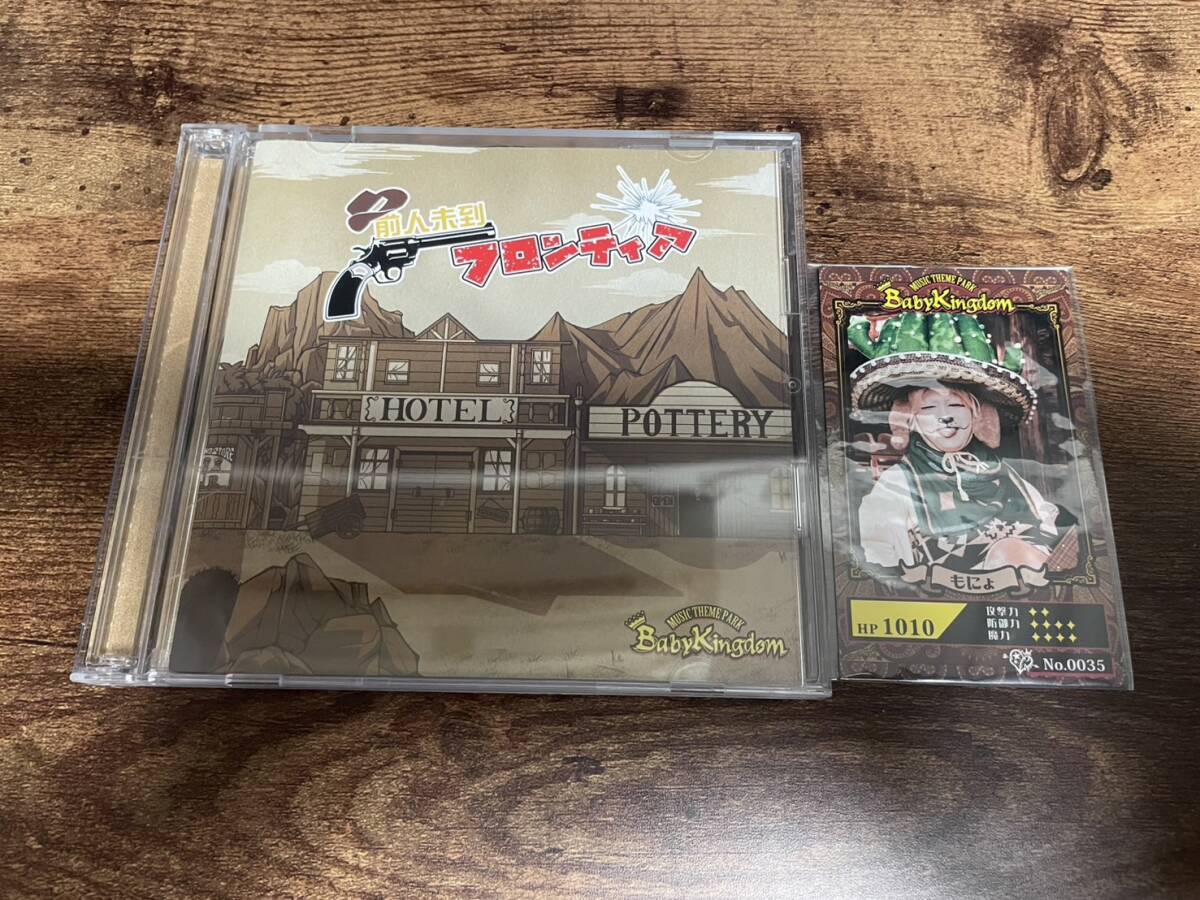 前人未到
フロンティア
HOTEL
POTTERY
STORE
MUSIC THEME PARK
BabyKingdom
MUSIC THEME PARK
BabyKingdom
もにょ
HP 1010
攻撃力 ✦✦
防御力 ✦✦✦✦
魔力 ✦✦✦✦
No.0035